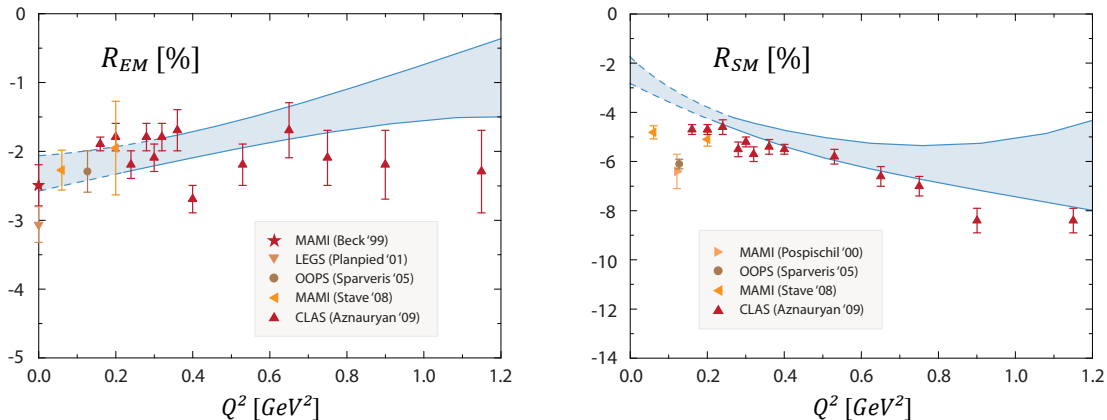 R_EM [%]
0
-1
-2
-3
-4
-5
MAMI (Beck '99)
LEGS (Planpied '01)
OOPS (Sparveris '05)
MAMI (Stave '08)
CLAS (Aznauryan '09)
0.0 0.2 0.4 0.6 0.8 1.0 1.2
Q² [GeV²]
R_SM [%]
0
-2
-4
-6
-8
-10
-12
-14
MAMI (Pospischil '00)
OOPS (Sparveris '05)
MAMI (Stave '08)
CLAS (Aznauryan '09)
0.0 0.2 0.4 0.6 0.8 1.0 1.2
Q² [GeV²]